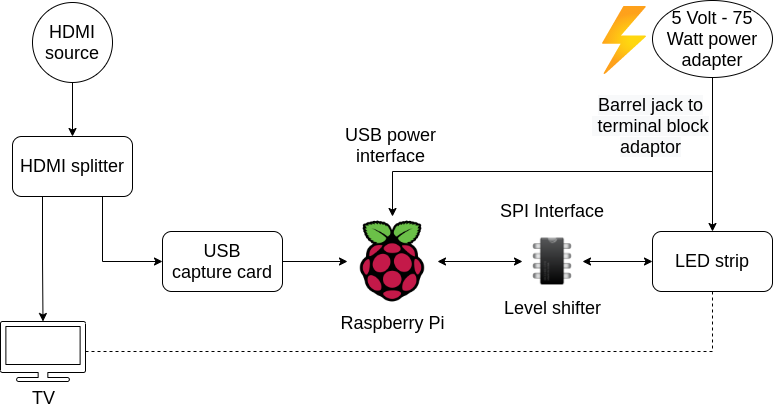 HDMI
source
5 Volt - 75
Watt power
adapter
Barrel jack to
terminal block
adaptor
USB power
interface
HDMI splitter
SPI Interface
USB
capture card
LED strip
Level shifter
Raspberry Pi
TV